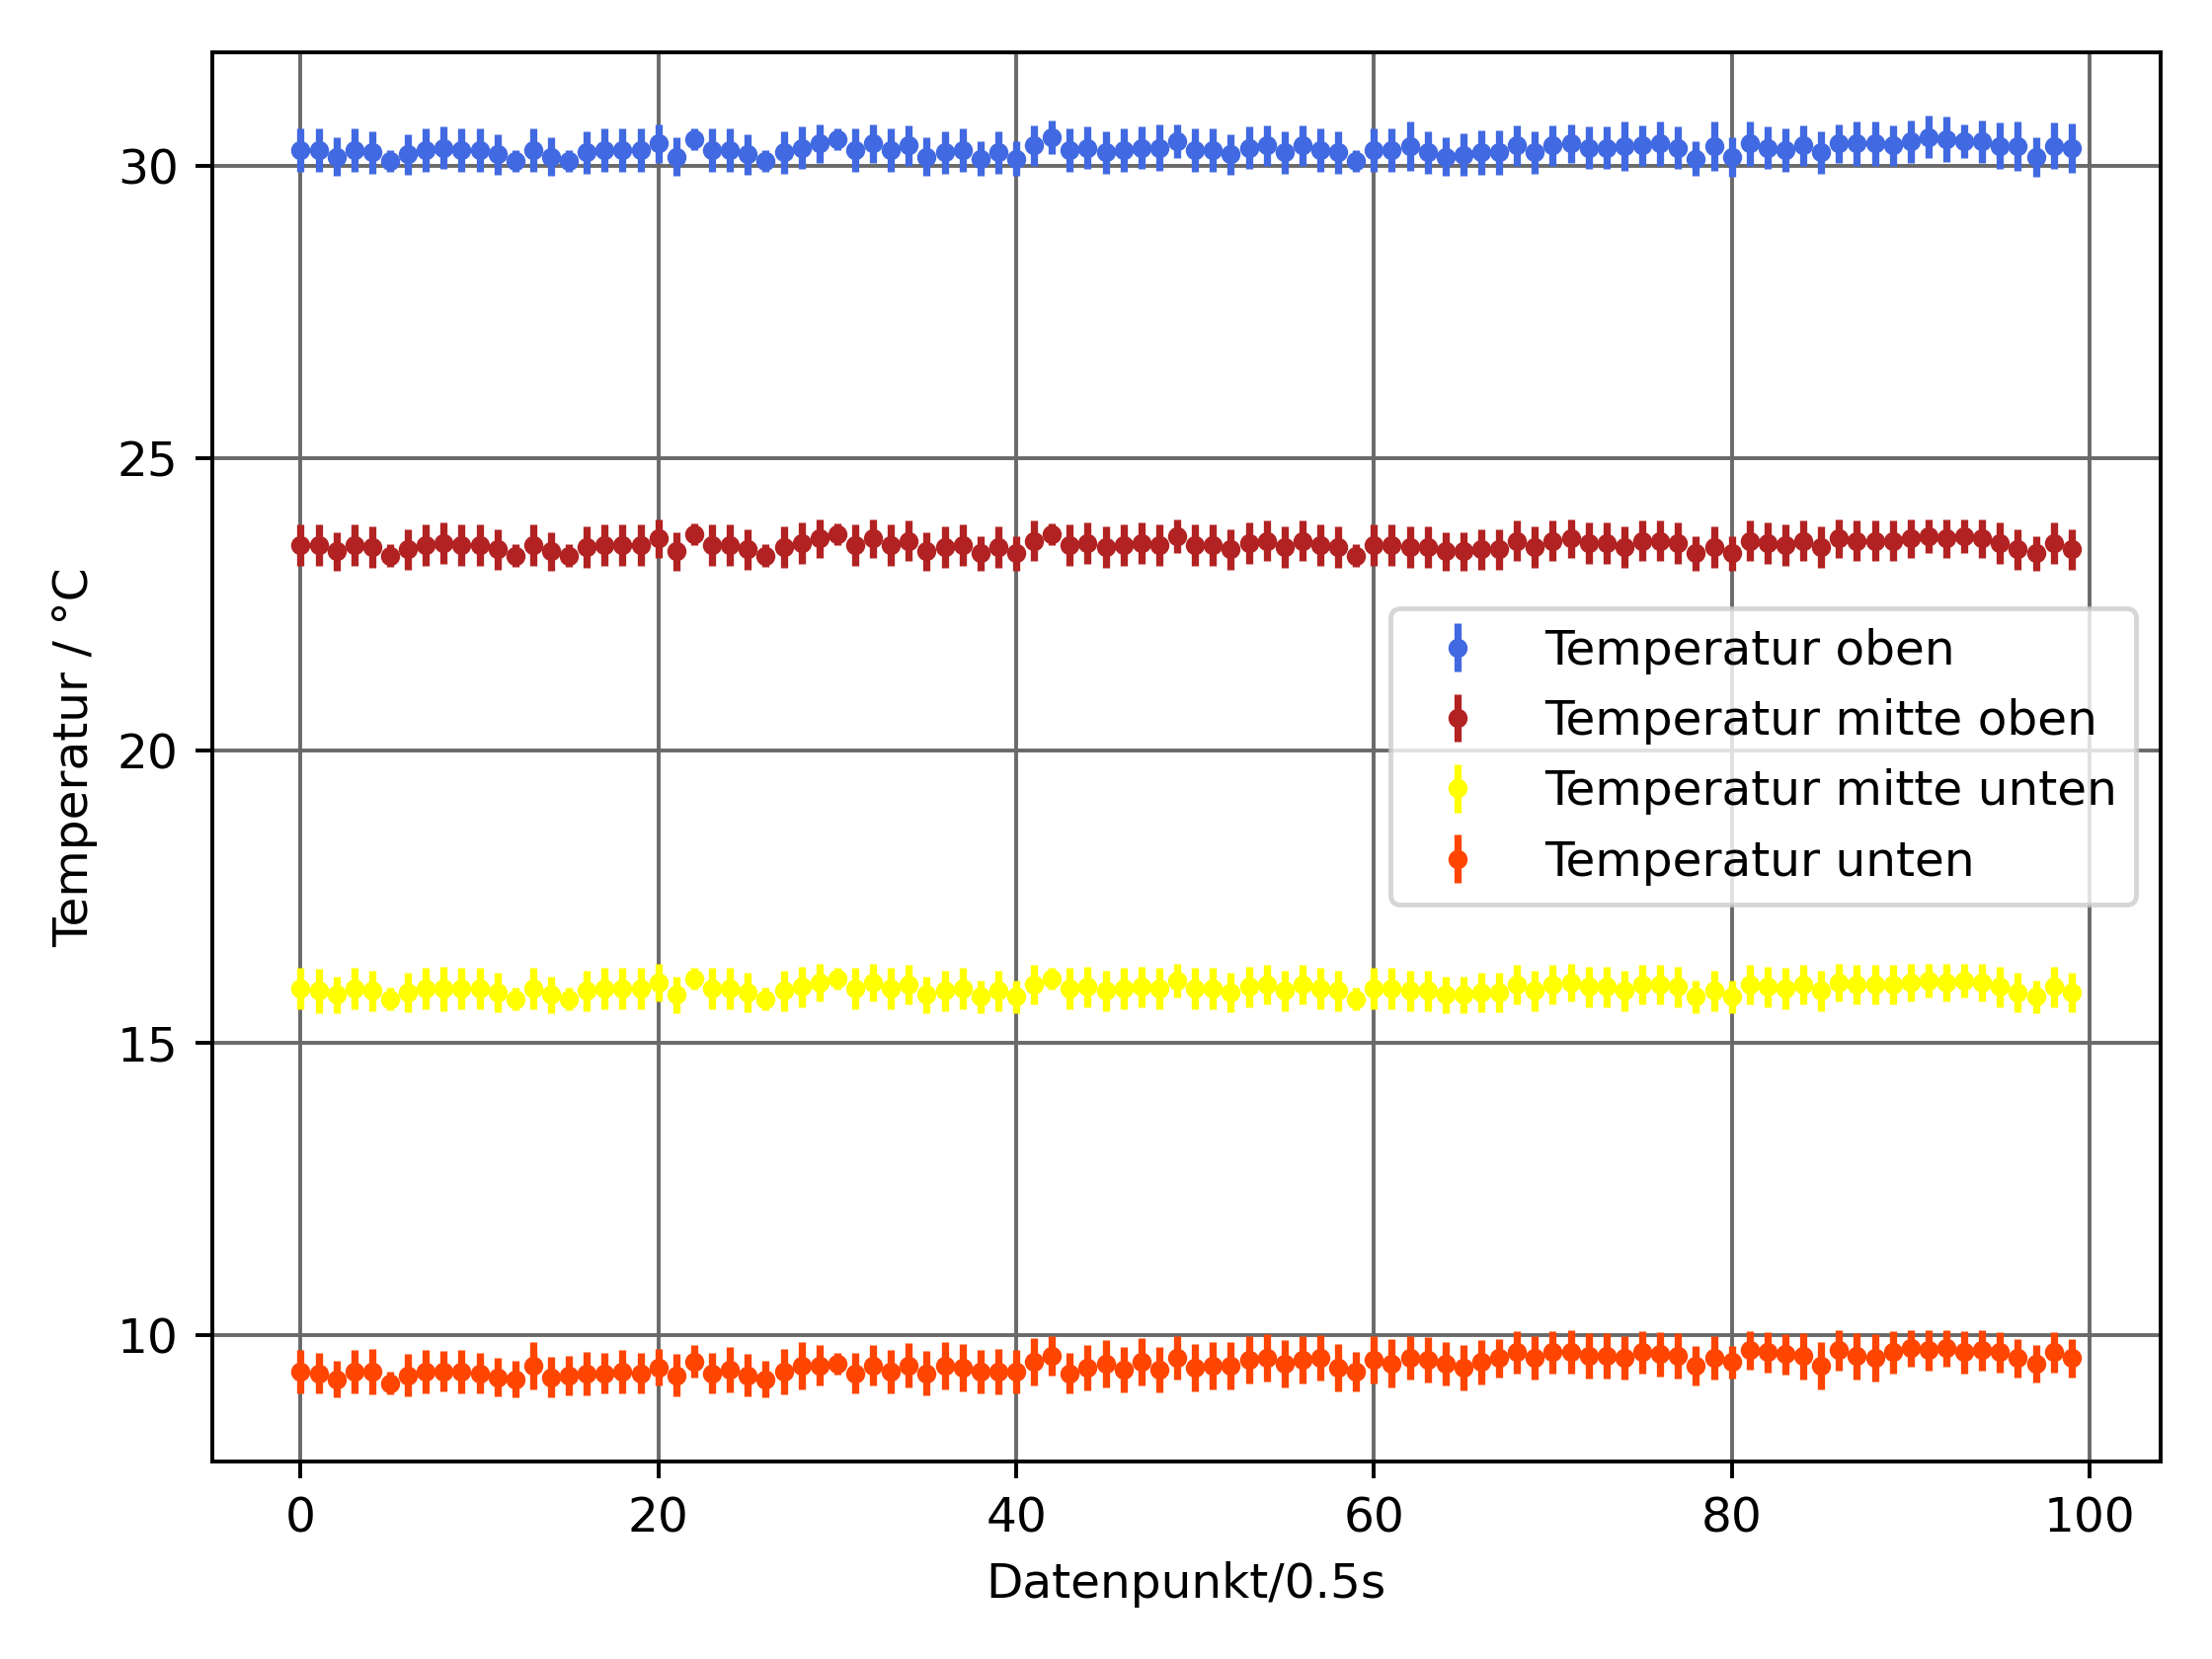 30
25
20
15
10
Temperatur / °C
Temperatur oben
Temperatur mitte oben
Temperatur mitte unten
Temperatur unten
0 20 40 60 80 100
Datenpunkt/0.5s